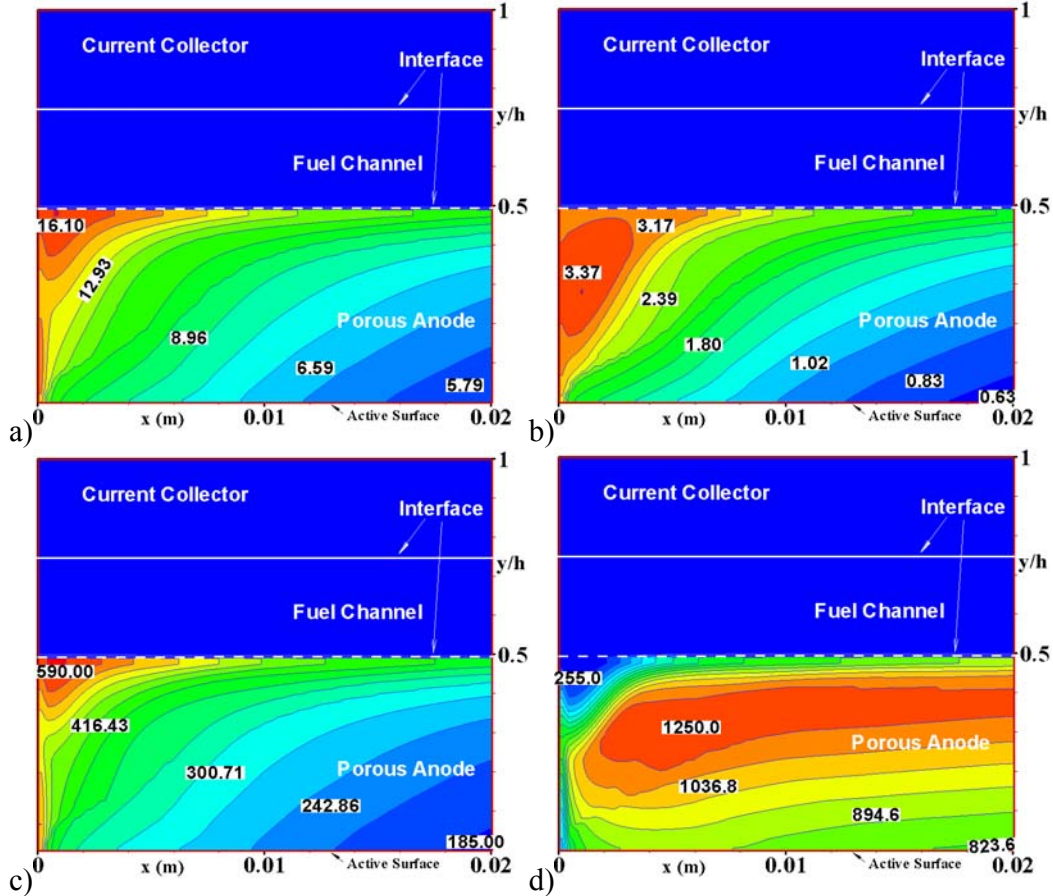 1
Current Collector
Interface
y/h
Fuel Channel
0.5
16.10
12.93
8.96
Porous Anode
6.59
5.79
a)
0
x (m)
0.01
Active Surface
0.02
1
Current Collector
Interface
y/h
Fuel Channel
0.5
3.17
3.37
2.39
Porous Anode
1.80
1.02
0.83
0.63
b)
0
x (m)
0.01
Active Surface
0.02
1
Current Collector
Interface
y/h
Fuel Channel
0.5
590.00
416.43
300.71
Porous Anode
242.86
185.00
c)
0
x (m)
0.01
Active Surface
0.02
1
Current Collector
Interface
y/h
Fuel Channel
0.5
255.0
1250.0
Porous Anode
1036.8
894.6
823.6
d)
0
x (m)
0.01
Active Surface
0.02